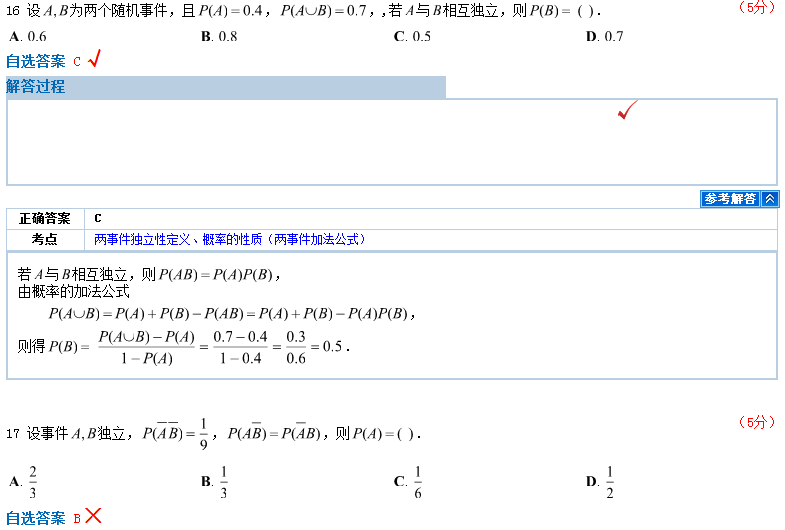 16 设 A, B为两个随机事件，且 P(A) = 0.4， P(A∪B) = 0.7，,若 A与 B相互独立，则 P(B) = ( ) . （5分）
A. 0.6 B. 0.8 C. 0.5 D. 0.7
自选答案 C √
解答过程
参考解答
正确答案 C
考点 两事件独立性定义、概率的性质（两事件加法公式）
若 A与 B相互独立，则 P(AB) = P(A)P(B)，
由概率的加法公式
P(A∪B) = P(A) + P(B) − P(AB) = P(A) + P(B) − P(A)P(B)，
则得 P(B) = (P(A∪B) − P(A))/(1 − P(A)) = (0.7 − 0.4)/(1 − 0.4) = 0.3/0.6 = 0.5 .
17 设事件 A, B独立， P(A̅ B̅) = 1/9， P(AB̅) = P(A̅B)，则 P(A) = ( ) . （5分）
A. 2/3 B. 1/3 C. 1/6 D. 1/2
自选答案 B ×